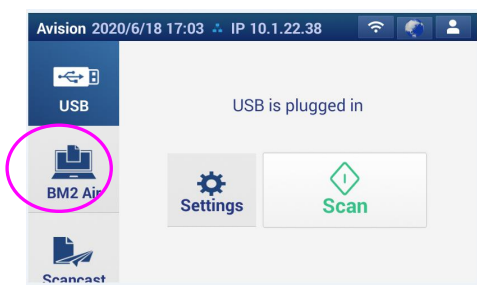 Avision 2020/6/18 17:03 IP 10.1.22.38
USB
USB is plugged in
BM2 Air
Settings
Scan
Scancast